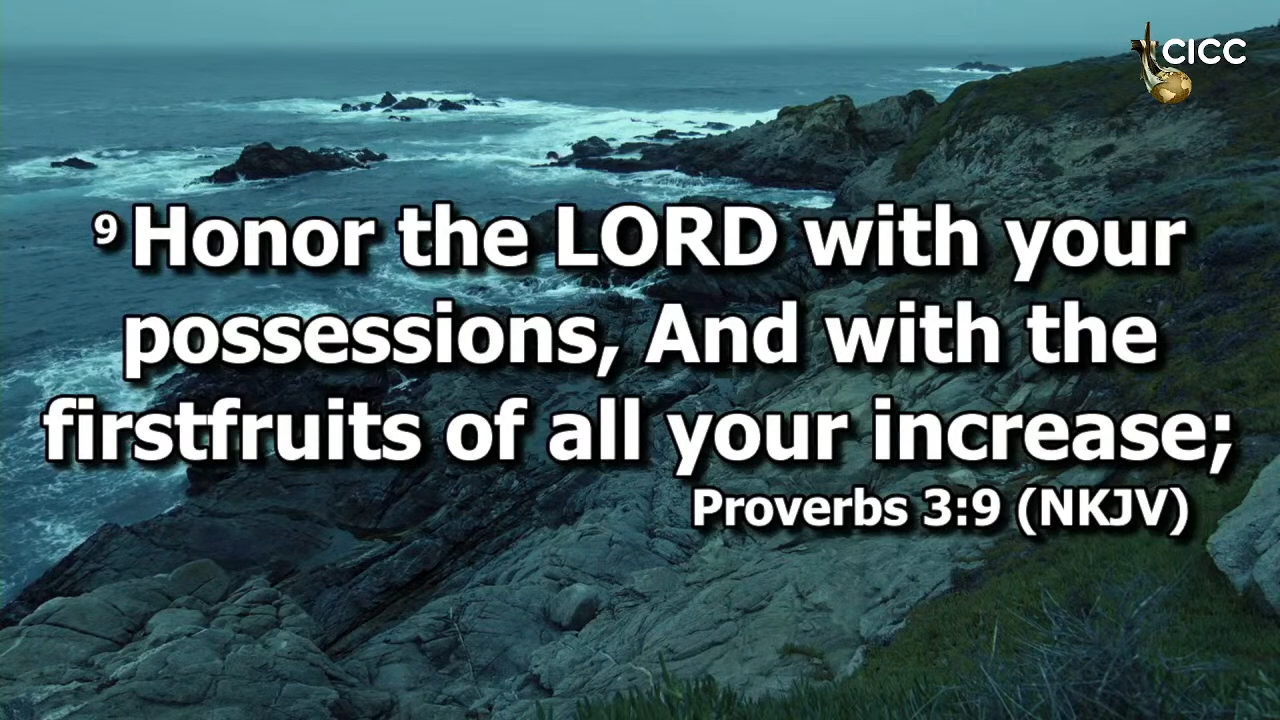 CICC
9 Honor the LORD with your
possessions, And with the
firstfruits of all your increase;
Proverbs 3:9 (NKJV)